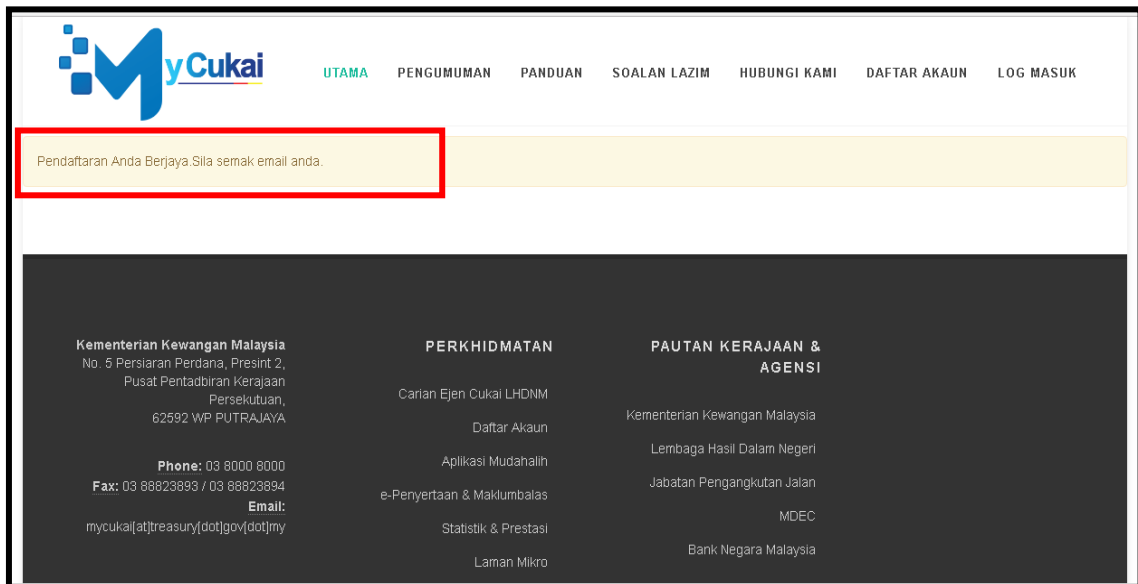 MyCukai
UTAMA PENGUMUMAN PANDUAN SOALAN LAZIM HUBUNGI KAMI DAFTAR AKAUN LOG MASUK
Pendaftaran Anda Berjaya.Sila semak email anda.
Kementerian Kewangan Malaysia
No. 5 Persiaran Perdana, Presint 2,
Pusat Pentadbiran Kerajaan
Persekutuan,
62592 WP PUTRAJAYA
Phone: 03 8000 8000
Fax: 03 88823893 / 03 88823894
Email:
mycukai[at]treasury[dot]gov[dot]my
PERKHIDMATAN
Carian Ejen Cukai LHDNM
Daftar Akaun
Aplikasi Mudahalih
e-Penyertaan & Maklumbalas
Statistik & Prestasi
Laman Mikro
PAUTAN KERAJAAN &
AGENSI
Kementerian Kewangan Malaysia
Lembaga Hasil Dalam Negeri
Jabatan Pengangkutan Jalan
MDEC
Bank Negara Malaysia